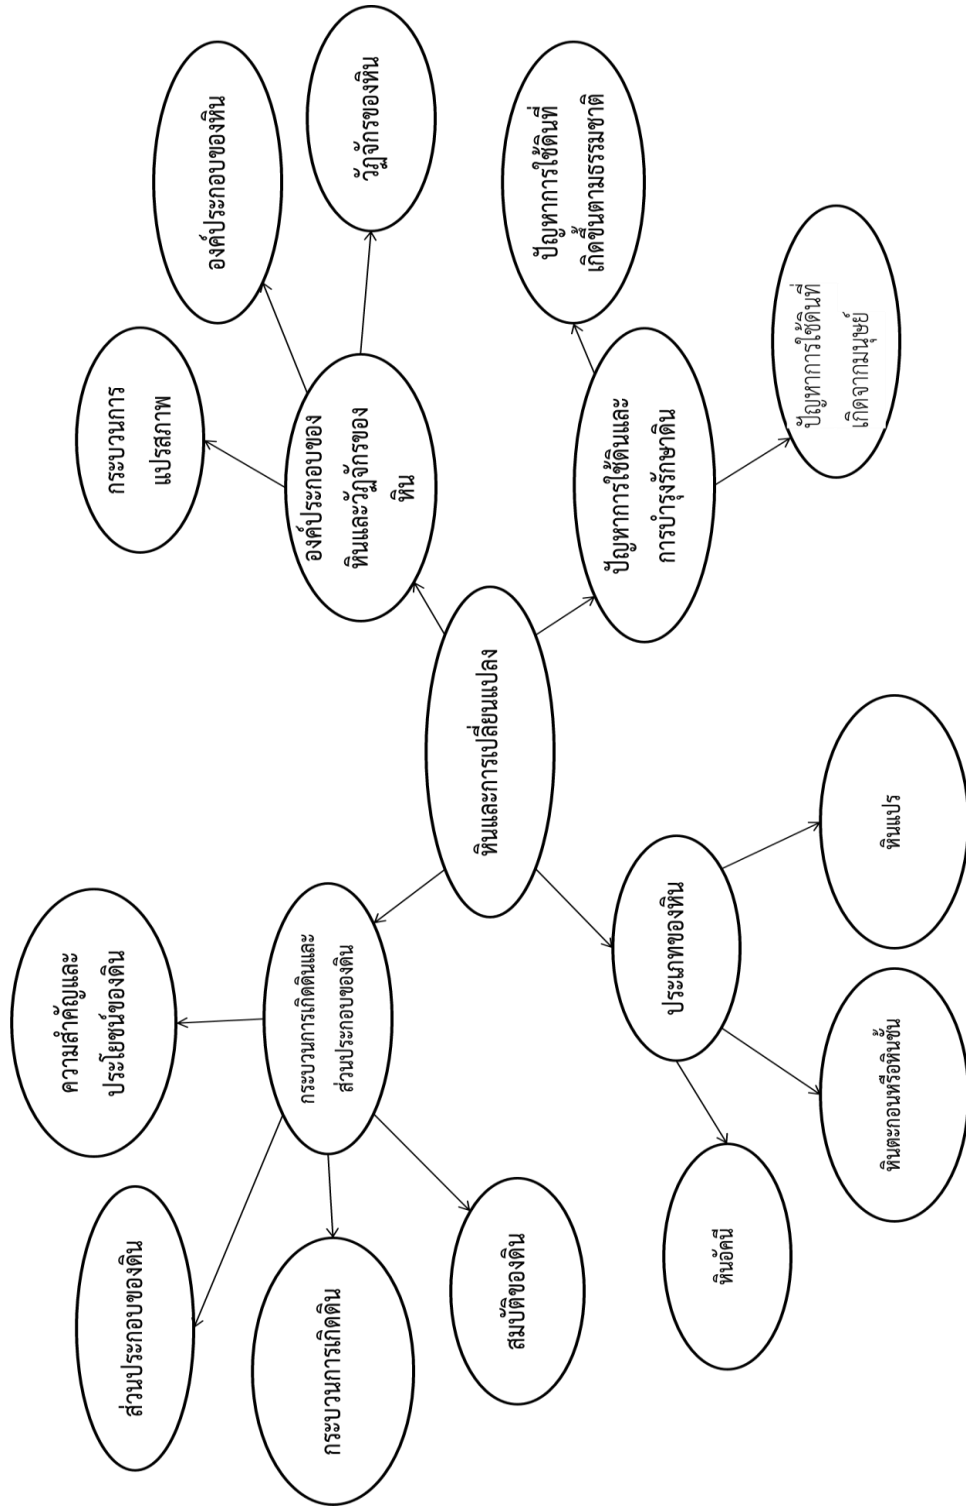 ความสำคัญและ
ประโยชน์ของดิน
กระบวนการ
แปรสภาพ
องค์ประกอบของหิน
ส่วนประกอบของดิน
กระบวนการเกิดดินและ
ส่วนประกอบของดิน
องค์ประกอบของ
หินและวัฏจักรของ
หิน
วัฏจักรของหิน
กระบวนการเกิดดิน
หินและการเปลี่ยนแปลง
สมบัติของดิน
ปัญหาการใช้ดินที่
เกิดขึ้นตามธรรมชาติ
ปัญหาการใช้ดินและ
การบำรุงรักษาดิน
ประเภทของหิน
หินอัคนี
ปัญหาการใช้ดินที่
เกิดจากมนุษย์
หินตะกอนหรือหินชั้น
หินแปร